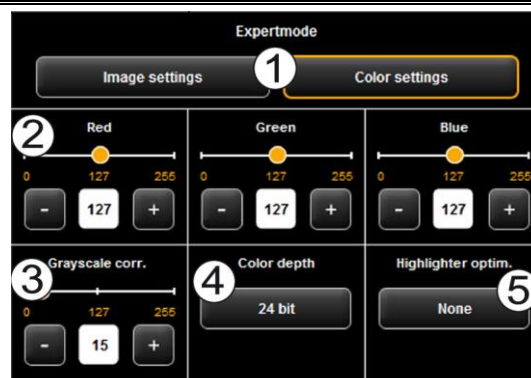 Expertmode
Image settings 1 Color settings
2 Red Green Blue
0 127 255 0 127 255 0 127 255
- 127 + - 127 + - 127 +
3 Grayscale corr. 4 Color depth Highlighter optim.
0 127 255
24 bit None 5
- 15 +